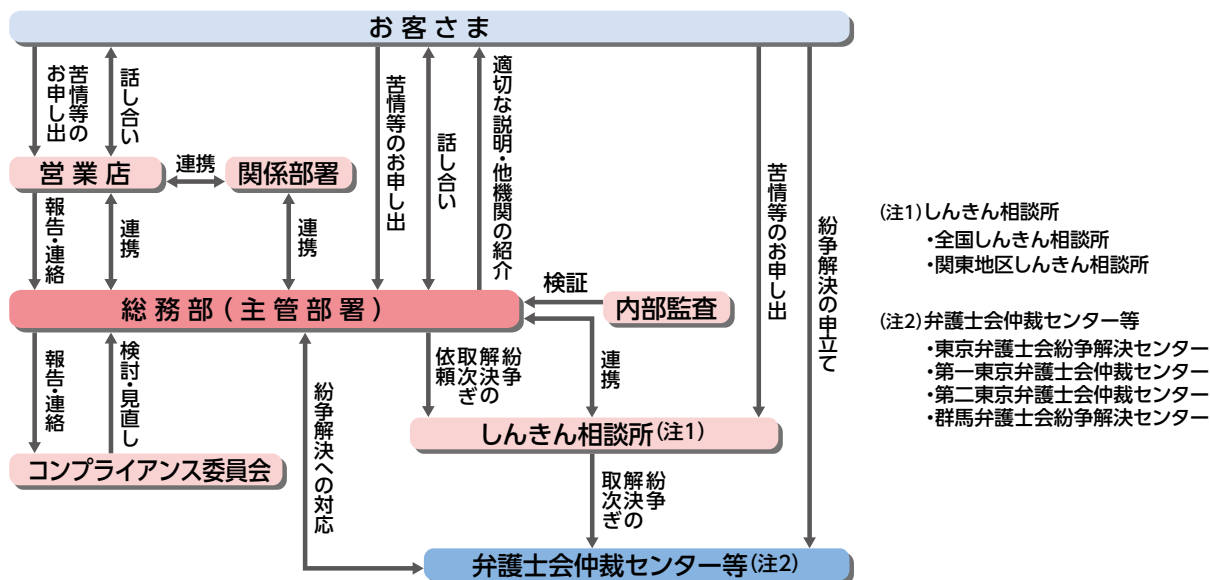 お客さま
苦情等の
お申し出
話し合い
苦情等のお申し出
話し合い
適切な説明・他機関の紹介
苦情等のお申し出
紛争解決の申立て
営業店
連携
関係部署
報告・連絡
連携
連携
総務部(主管部署)
検証
内部監査
報告・連絡
検討・見直し
紛争解決への対応
紛争
解決の
取次ぎ
依頼
連携
しんきん相談所(注1)
コンプライアンス委員会
紛争
解決の
取次ぎ
弁護士会仲裁センター等(注2)
(注1)しんきん相談所
・全国しんきん相談所
・関東地区しんきん相談所
(注2)弁護士会仲裁センター等
・東京弁護士会紛争解決センター
・第一東京弁護士会仲裁センター
・第二東京弁護士会仲裁センター
・群馬弁護士会紛争解決センター